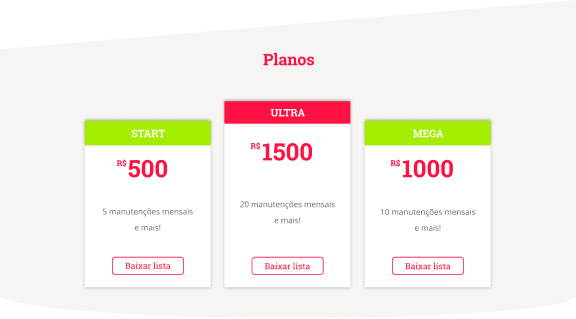 Planos
START
R$500
5 manutenções mensais
e mais!
Baixar lista
ULTRA
R$1500
20 manutenções mensais
e mais!
Baixar lista
MEGA
R$1000
10 manutenções mensais
e mais!
Baixar lista